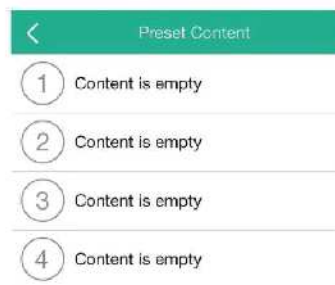 Preset Content
1 Content is empty
2 Content is empty
3 Content is empty
4 Content is empty